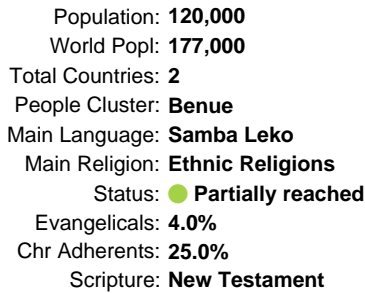 Population: 120,000
World Popl: 177,000
Total Countries: 2
People Cluster: Benue
Main Language: Samba Leko
Main Religion: Ethnic Religions
Status: Partially reached
Evangelicals: 4.0%
Chr Adherents: 25.0%
Scripture: New Testament